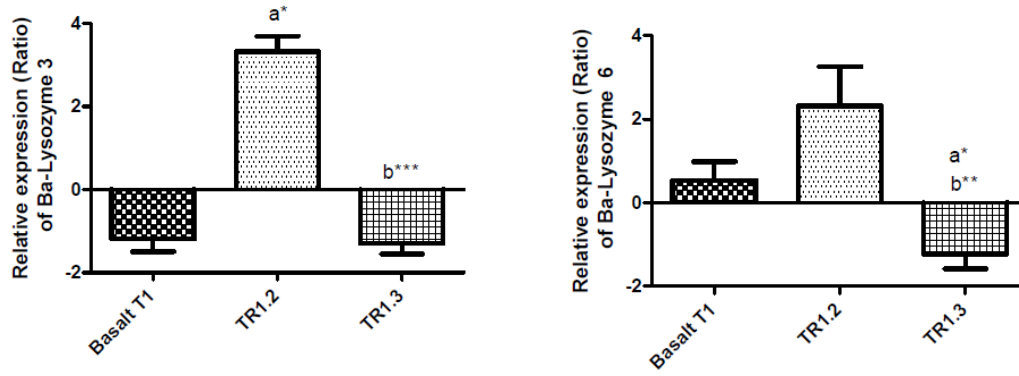 Relative expression (Ratio)
of Ba-Lysozyme 3
4
2
0
-2
a*
b***
Basalt T1
TR1.2
TR1.3
Relative expression (Ratio)
of Ba-Lysozyme 6
4
2
0
-2
a*
b**
Basalt T1
TR1.2
TR1.3